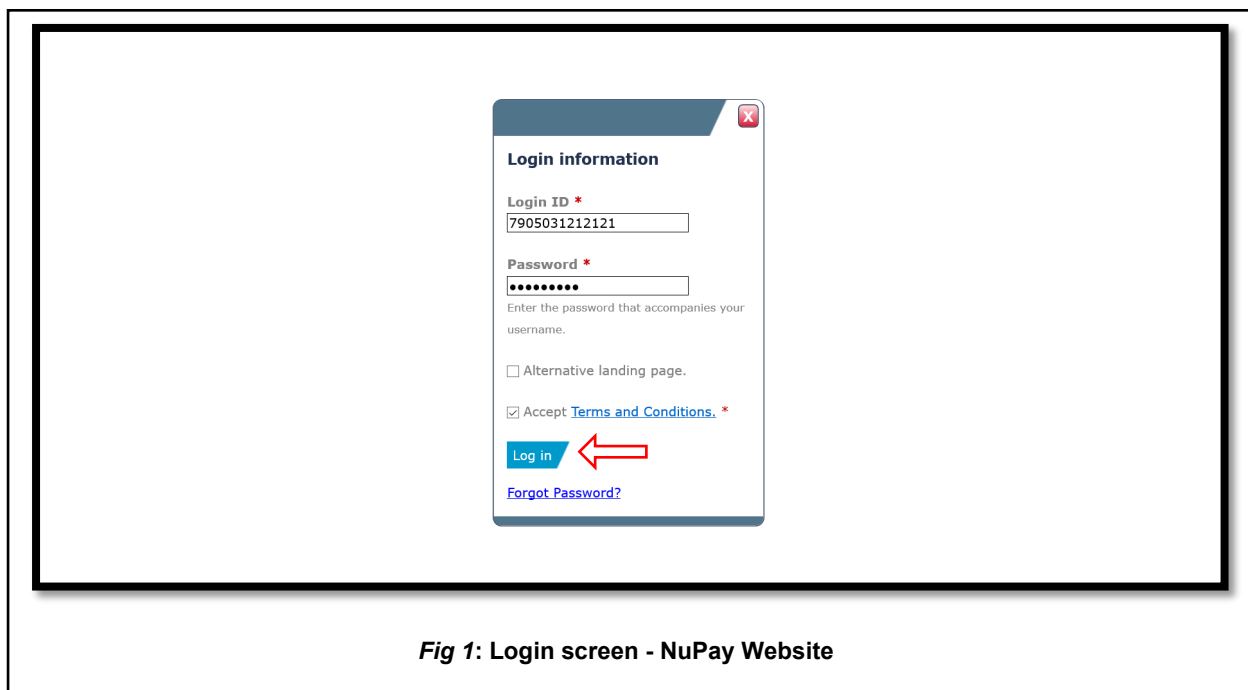 X
Login information
Login ID *
7905031212121
Password *
•••••••••
Enter the password that accompanies your
username.
Alternative landing page.
Accept Terms and Conditions. *
Log in
Forgot Password?
Fig 1: Login screen - NuPay Website